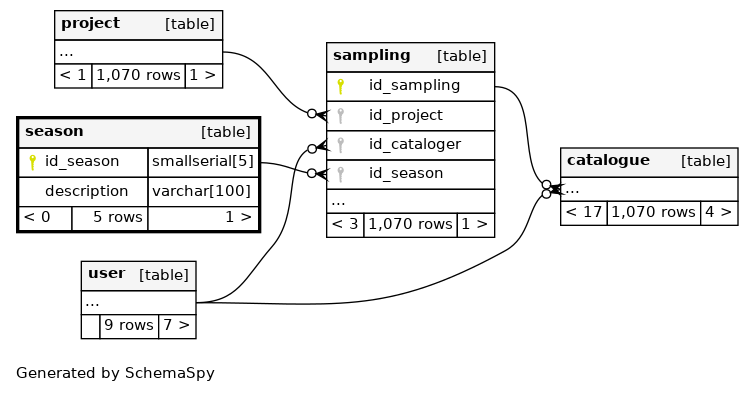 project [table]
...
< 1 1,070 rows 1 >
season [table]
id_season smallserial[5]
description varchar[100]
< 0 5 rows 1 >
user [table]
...
9 rows 7 >
sampling [table]
id_sampling
id_project
id_cataloger
id_season
...
< 3 1,070 rows 1 >
catalogue [table]
...
< 17 1,070 rows 4 >
Generated by SchemaSpy